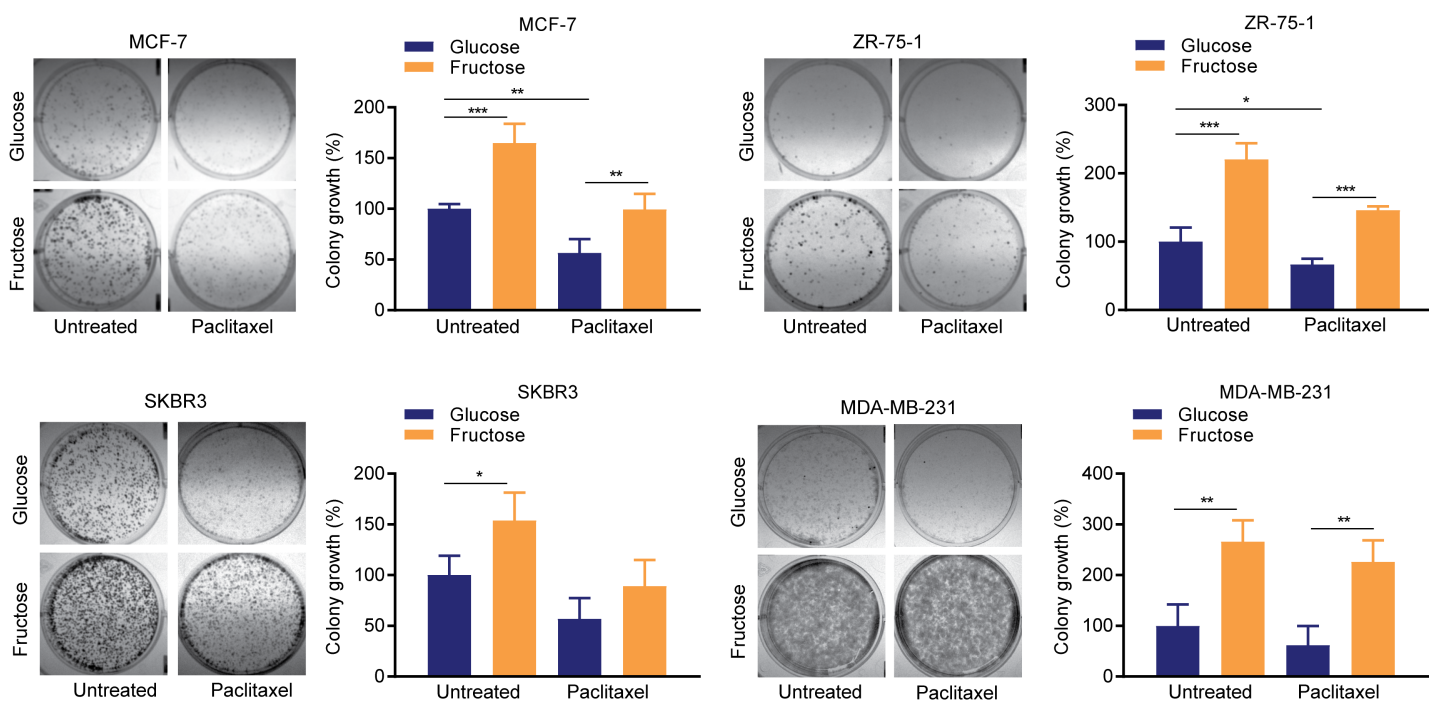 MCF-7
Glucose
Fructose
Untreated
Paclitaxel
MCF-7
Glucose
Fructose
Colony growth (%)
200
150
100
50
0
**
***
**
Untreated
Paclitaxel
ZR-75-1
Glucose
Fructose
Untreated
Paclitaxel
ZR-75-1
Glucose
Fructose
Colony growth (%)
300
200
100
0
*
***
***
Untreated
Paclitaxel
SKBR3
Glucose
Fructose
Untreated
Paclitaxel
SKBR3
Glucose
Fructose
Colony growth (%)
200
150
100
50
0
*
Untreated
Paclitaxel
MDA-MB-231
Glucose
Fructose
Untreated
Paclitaxel
MDA-MB-231
Glucose
Fructose
Colony growth (%)
400
300
200
100
0
**
**
Untreated
Paclitaxel